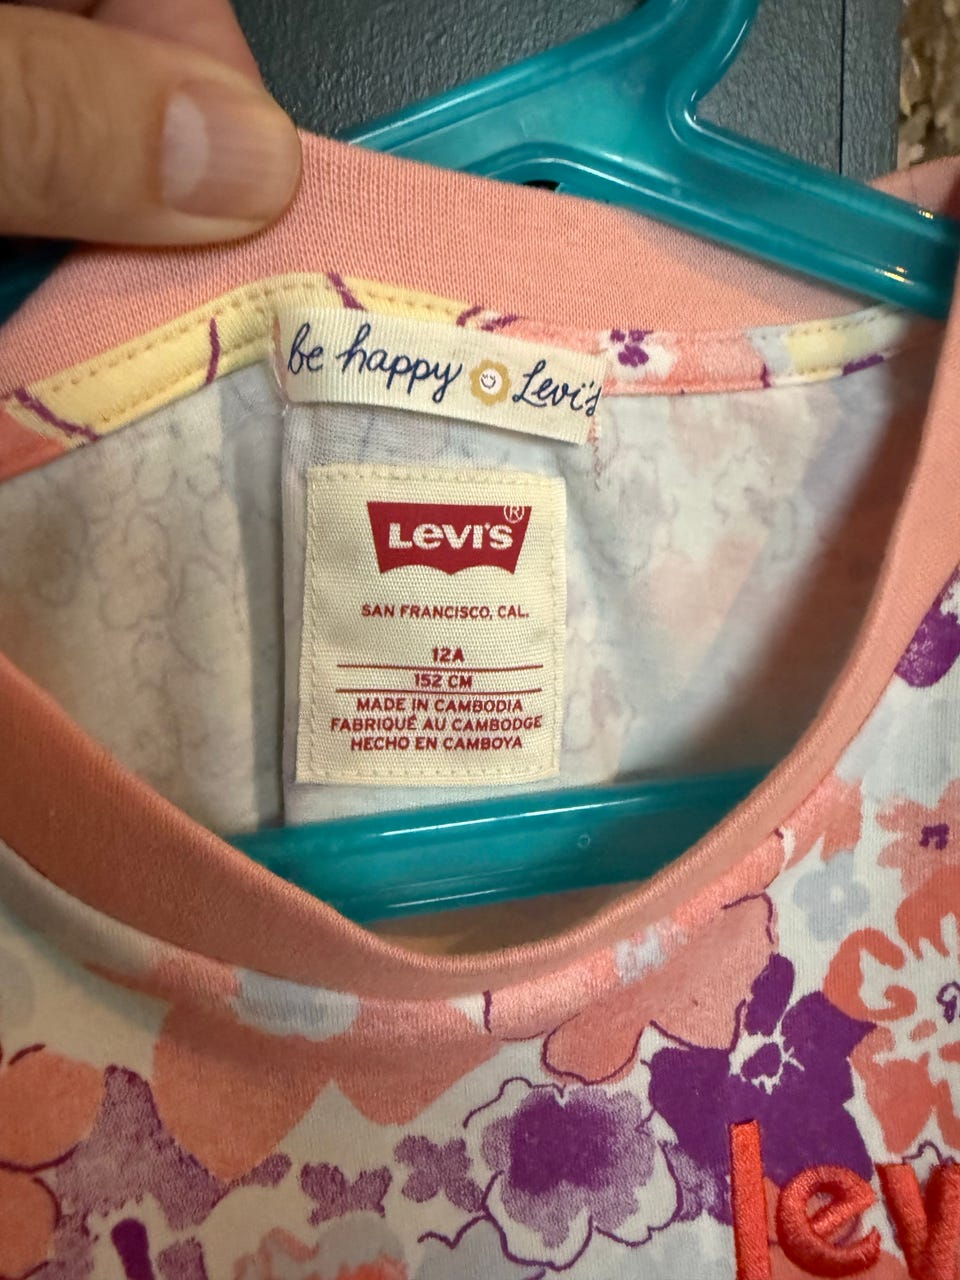 be happy Levi's
LEVI'S ®
SAN FRANCISCO, CAL.
12A
152 CM
MADE IN CAMBODIA
FABRIQUÉ AU CAMBODGE
HECHO EN CAMBOYA
lev